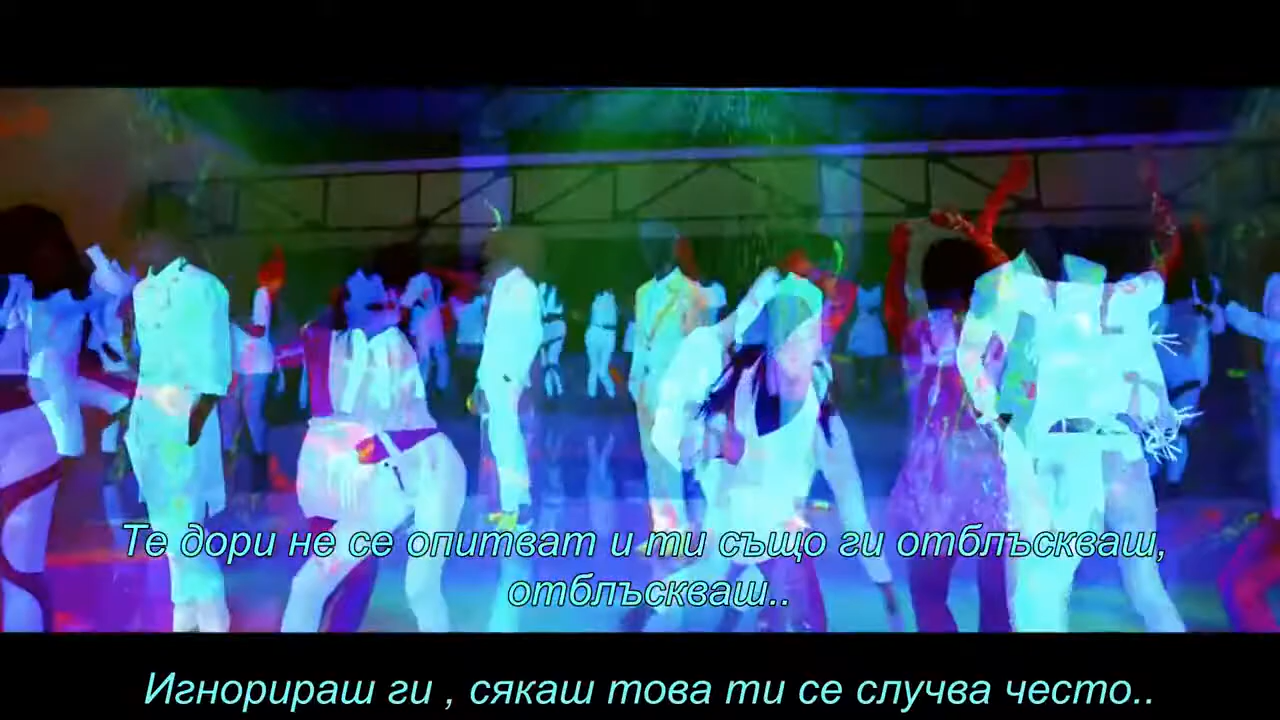 Те дори не се опитват и ти също ги отблъскваш,
отблъскваш..
Игнорираш ги , сякаш това ти се случва често..